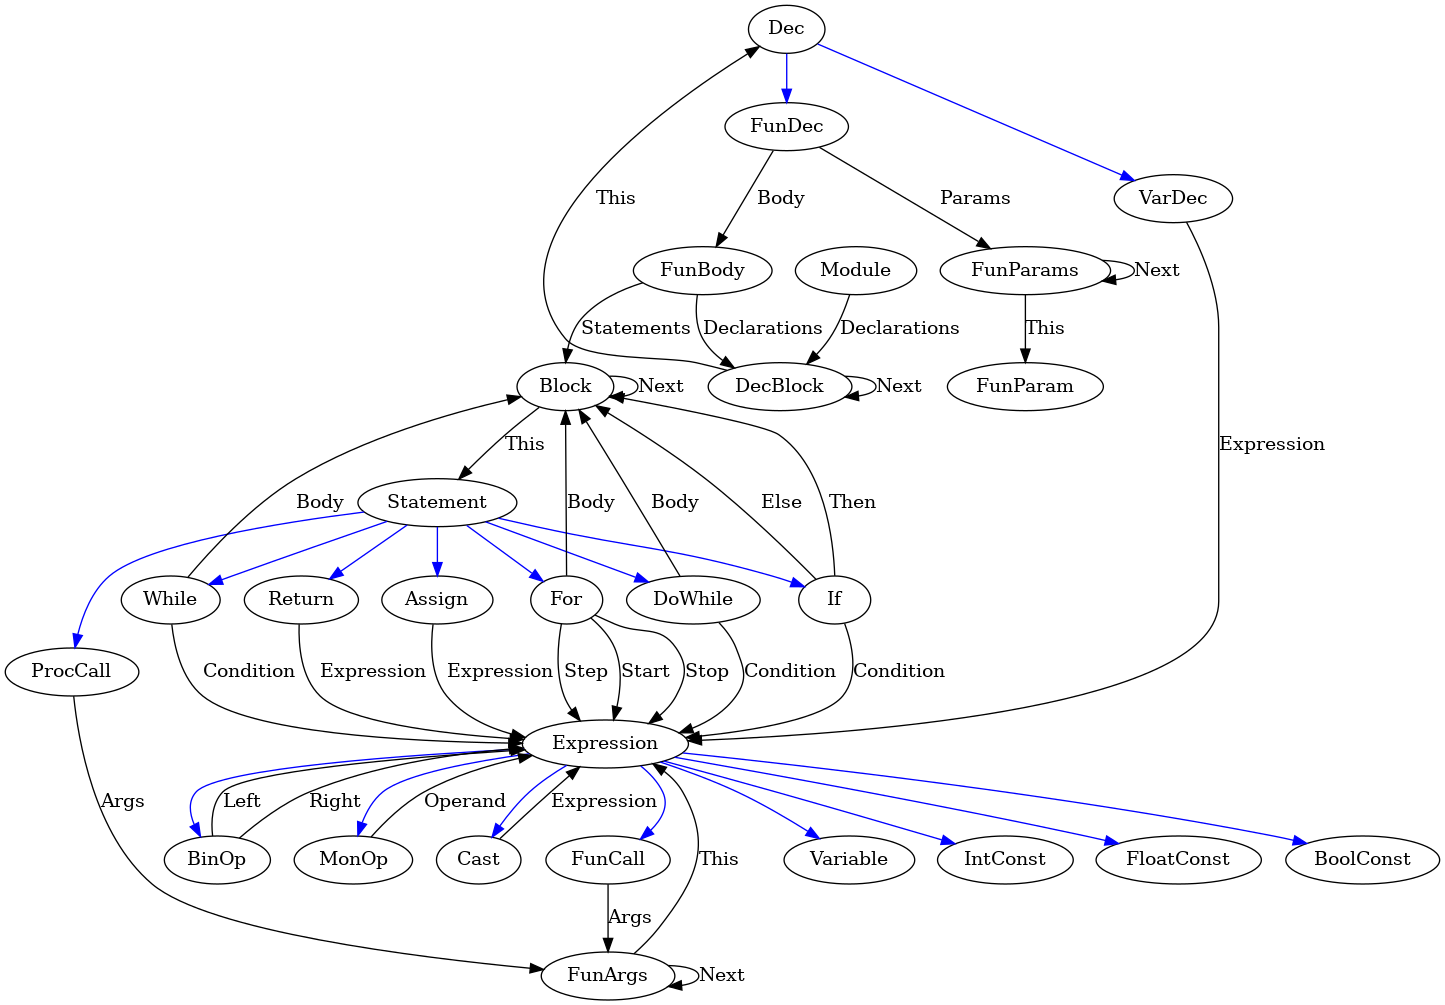 Dec
FunDec
This
Body
Params
VarDec
FunBody
Module
FunParams
Next
Statements
Declarations
Declarations
This
Block
Next
DecBlock
Next
FunParam
This
Expression
Body
Statement
Body
Body
Else
Then
While
Return
Assign
For
DoWhile
If
ProcCall
Condition
Expression
Expression
Step
Start
Stop
Condition
Condition
Expression
Args
Left
Right
Operand
Expression
This
BinOp
MonOp
Cast
FunCall
Variable
IntConst
FloatConst
BoolConst
Args
FunArgs
Next